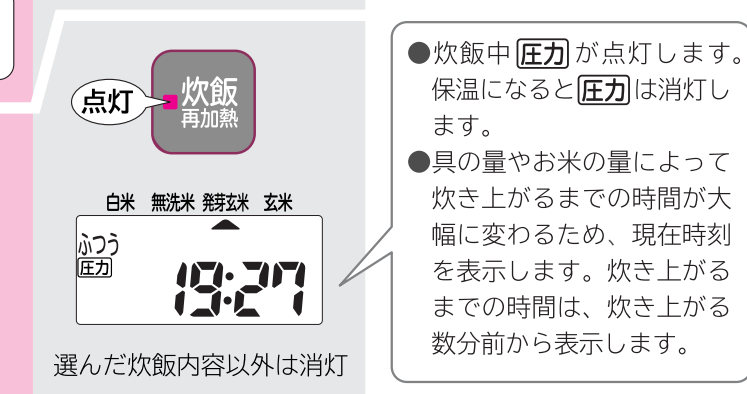 点灯
炊飯
再加熱
白米 無洗米 発芽玄米 玄米
ふつう
圧力
19:27
選んだ炊飯内容以外は消灯
●炊飯中圧力が点灯します。
保温になると圧力は消灯し
ます。
●具の量やお米の量によって
炊き上がるまでの時間が大
幅に変わるため、現在時刻
を表示します。炊き上がる
までの時間は、炊き上がる
数分前から表示します。